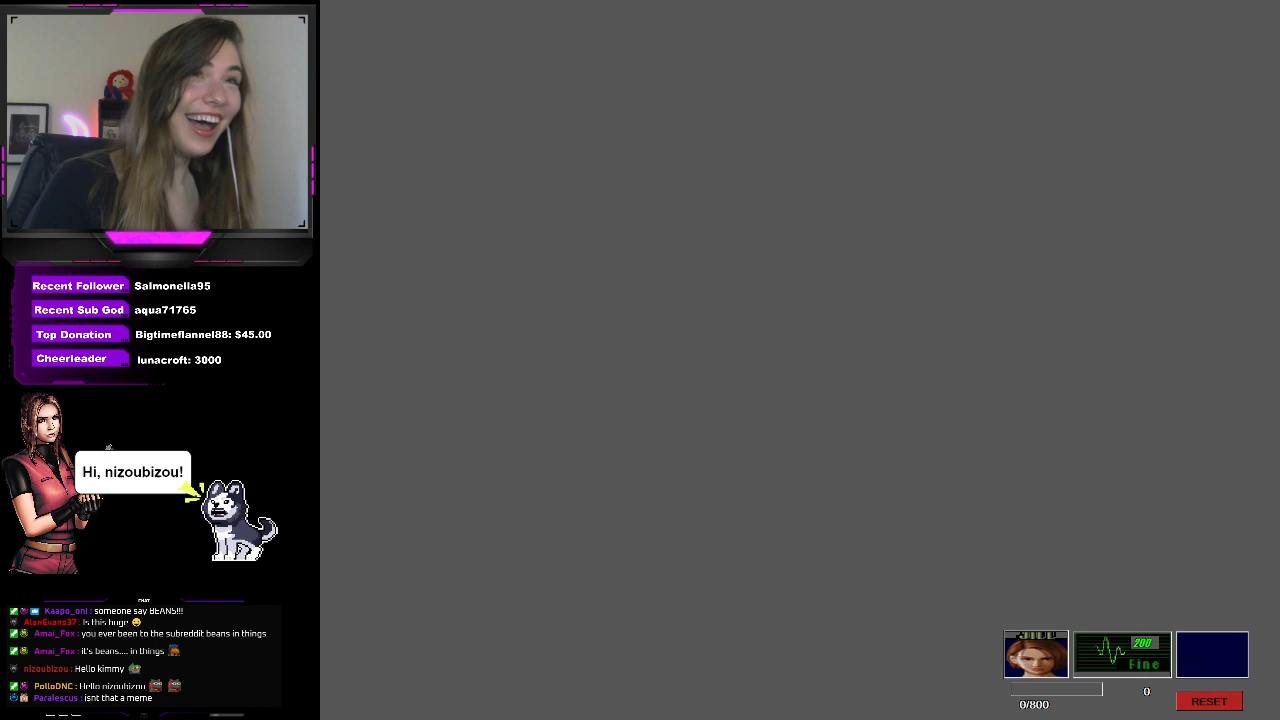 Recent Follower Salmonella95
Recent Sub God aqua71765
Top Donation Bigtimeflannel88: $45.00
Cheerleader lunacroft: 3000
Hi, nizoubizou!
CHAT
Kaapo_oni: someone say BEANS!!!
AlanEvans37: Is this huge 😂
Amai_Fox: you ever been to the subreddit beans in things
Amai_Fox: it's beans.... in things
nizoubizou: Hello kimmy
PolloDNC: Hello nizoubizou
Paralescus: isnt that a meme
200
Fine
0
0/800
RESET